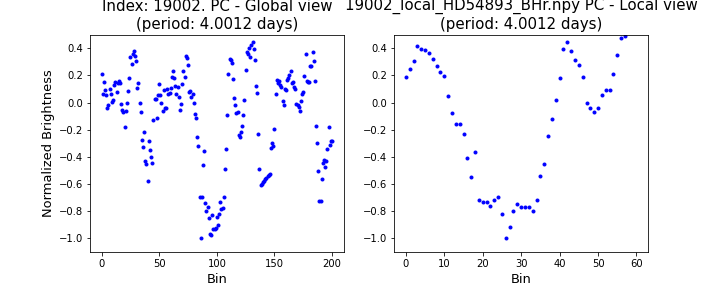 Index: 19002. PC - Global view
(period: 4.0012 days)
19002_local_HD54893_BHr.npy PC - Local view
(period: 4.0012 days)
Normalized Brightness
0.4
0.2
0.0
−0.2
−0.4
−0.6
−0.8
−1.0
0 50 100 150 200
Bin
0.4
0.2
0.0
−0.2
−0.4
−0.6
−0.8
−1.0
0 10 20 30 40 50 60
Bin